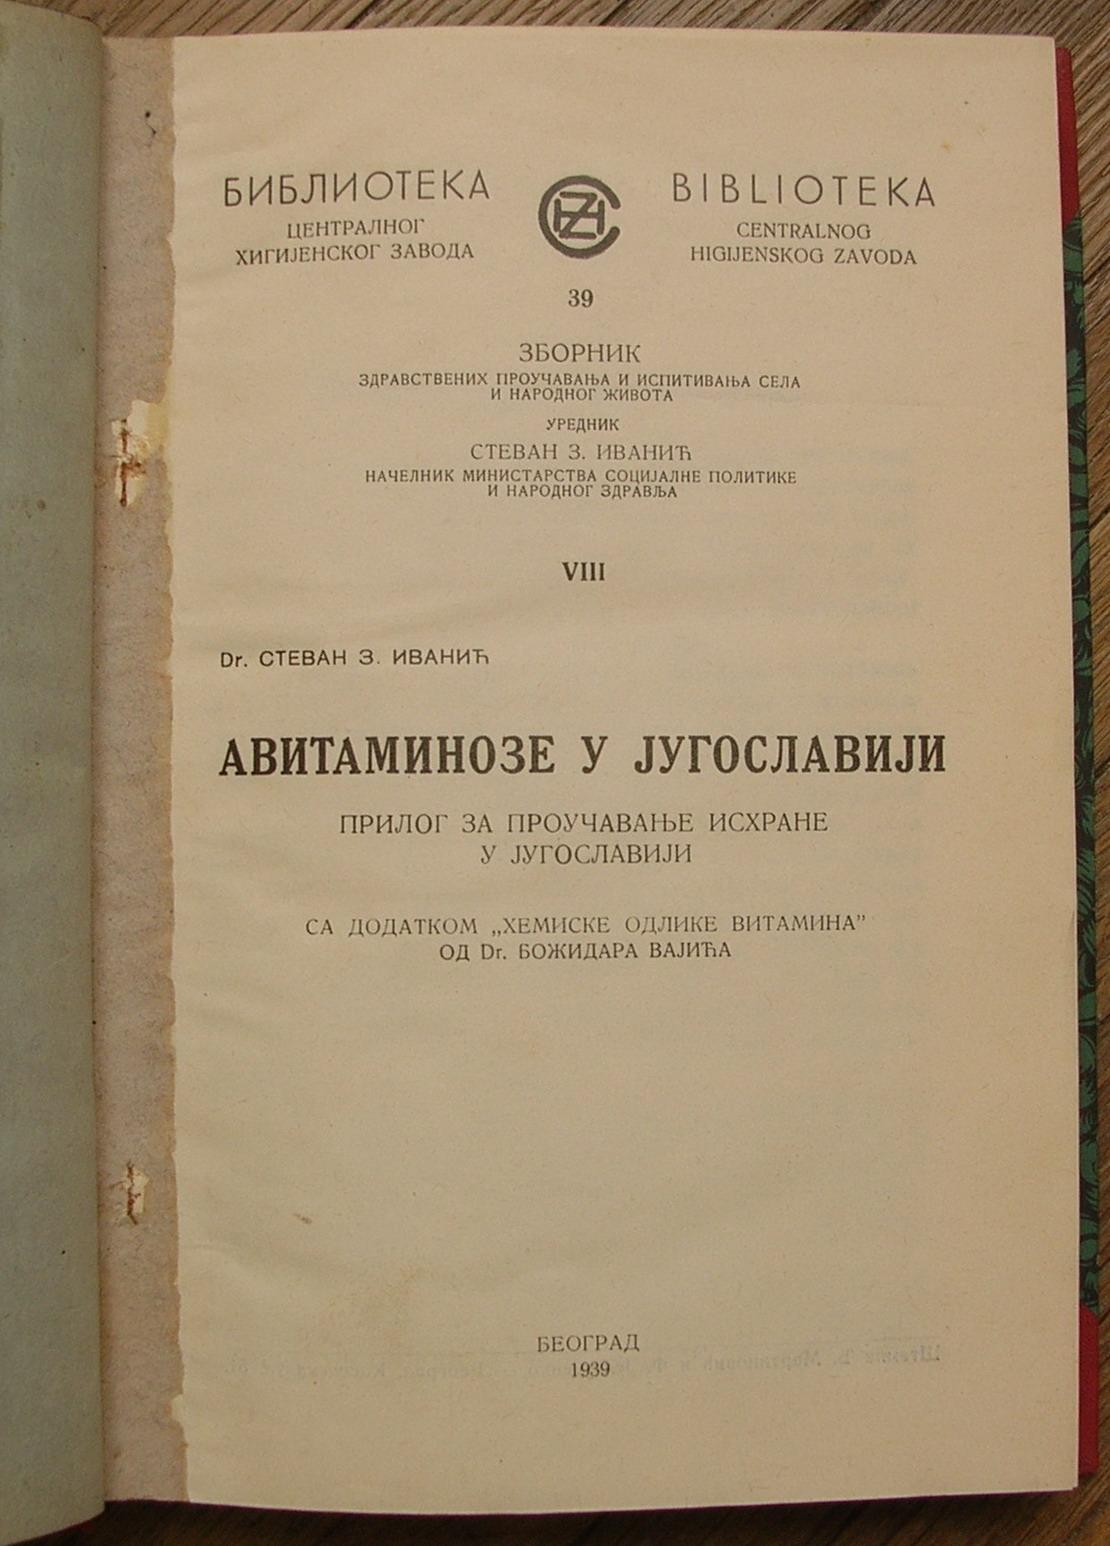 БИБЛИОТЕКА
ЦЕНТРАЛНОГ
ХИГИЈЕНСКОГ ЗАВОДА
CHZ
BIBLIOTEKA
CENTRALNOG
HIGIJENSKOG ZAVODA
39
ЗБОРНИК
ЗДРАВСТВЕНИХ ПРОУЧАВАЊА И ИСПИТИВАЊА СЕЛА
И НАРОДНОГ ЖИВОТА
УРЕДНИК
СТЕВАН З. ИВАНИЋ
НАЧЕЛНИК МИНИСТАРСТВА СОЦИЈАЛНЕ ПОЛИТИКЕ
И НАРОДНОГ ЗДРАВЉА
VIII
Dr. СТЕВАН З. ИВАНИЋ
АВИТАМИНОЗЕ У ЈУГОСЛАВИЈИ
ПРИЛОГ ЗА ПРОУЧАВАЊЕ ИСХРАНЕ
У ЈУГОСЛАВИЈИ
СА ДОДАТКОМ „ХЕМИСКЕ ОДЛИКЕ ВИТАМИНА”
ОД Dr. БОЖИДАРА ВАЈИЋА
БЕОГРАД
1939